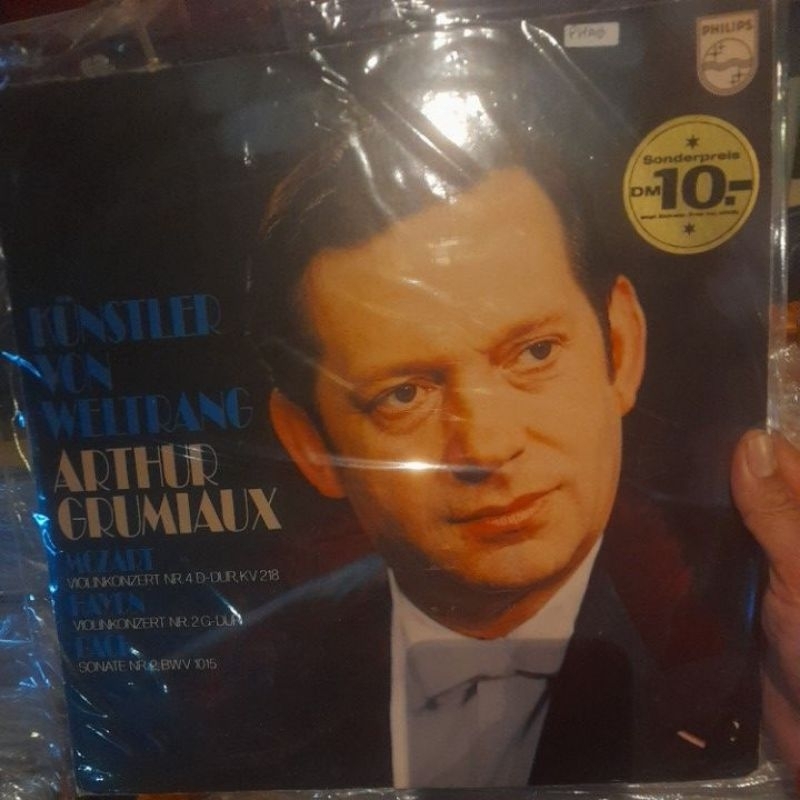 PHILIPS
Sonderpreis
DM 10.-
KÜNSTLER
VON
WELTRANG
ARTHUR
GRUMIAUX
MOZART
VIOLINKONZERT NR. 4 D-DUR, KV 218
HAYDN
VIOLINKONZERT NR. 2 G-DUR
BACH
SONATE NR. 2, BWV 1015